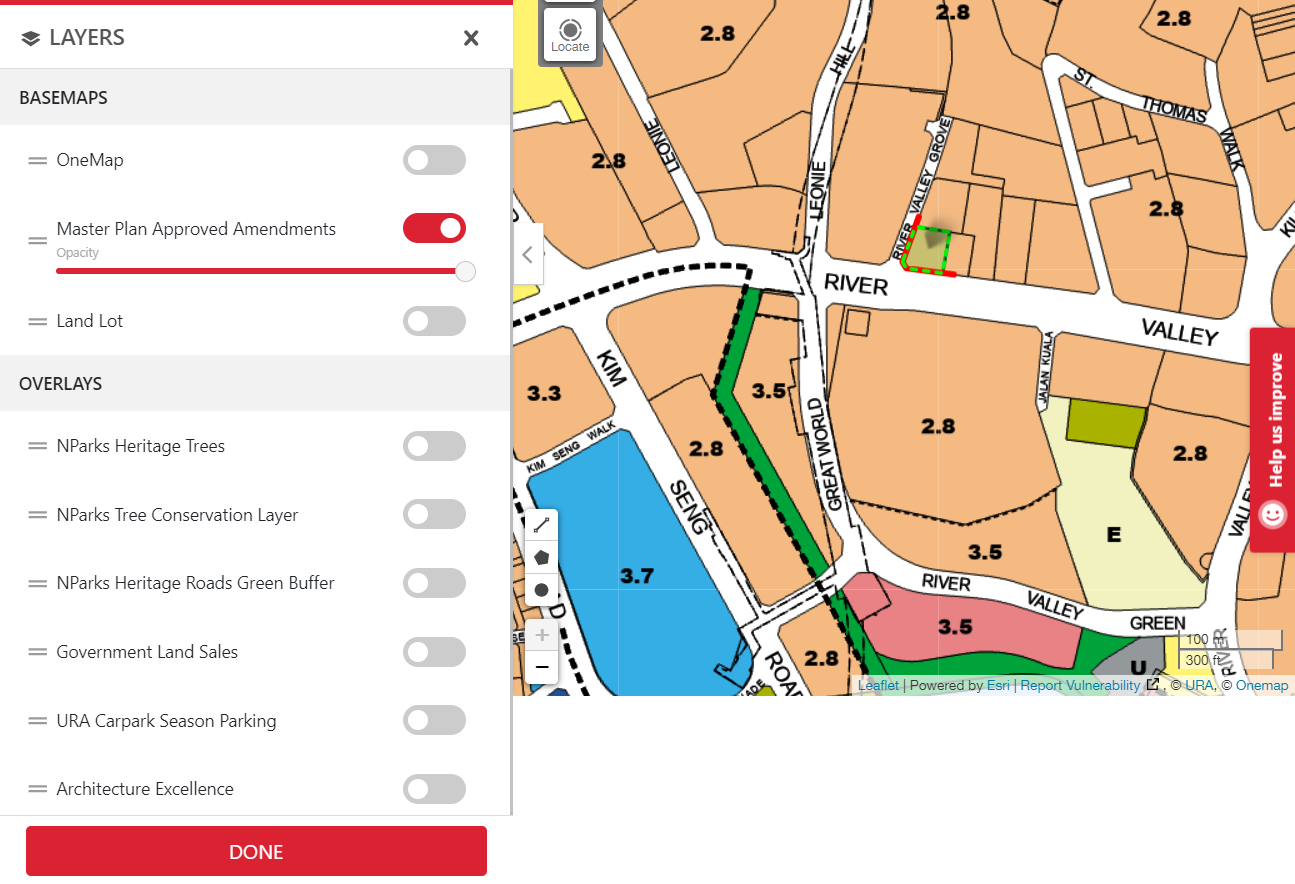 LAYERS
BASEMAPS
OneMap
Master Plan Approved Amendments
Opacity
Land Lot
OVERLAYS
NParks Heritage Trees
NParks Tree Conservation Layer
NParks Heritage Roads Green Buffer
Government Land Sales
URA Carpark Season Parking
Architecture Excellence
DONE
Locate
2.8
2.8
2.8
HILL
ST. THOMAS WALK
LEONIE
2.8
LEONIE
RIVER VALLEY GROVE
2.8
RIVER VALLEY
KIM SENG ROAD
JALAN KUALA
3.3
3.5
GREAT WORLD
2.8
2.8
2.8
KIM SENG WALK
VALLEY
E
3.5
3.7
RIVER VALLEY GREEN
3.5
2.8
U
RIVER
Help us improve
100
300 ft
Leaflet | Powered by Esri | Report Vulnerability , © URA, © Onemap